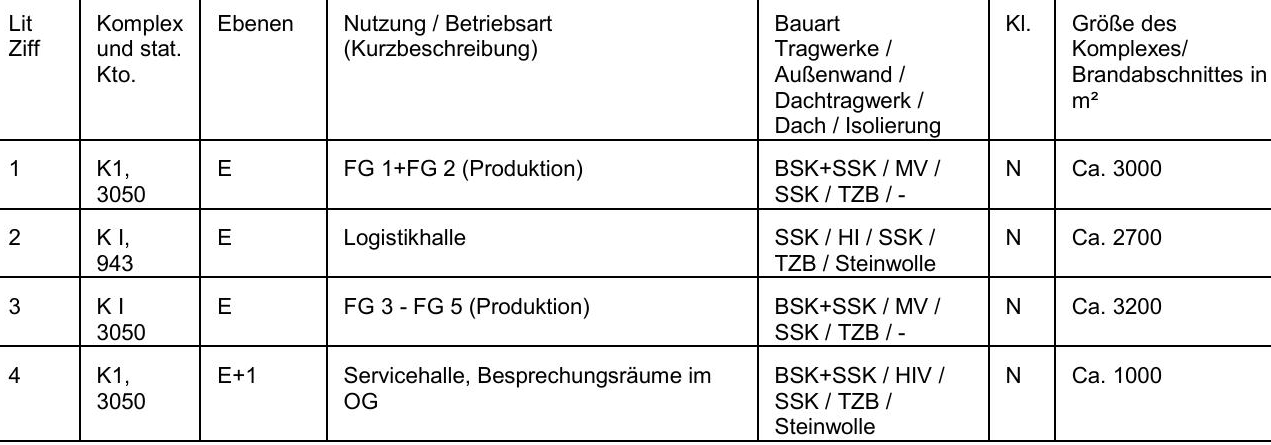 Lit Ziff | Komplex und stat. Kto. | Ebenen | Nutzung / Betriebsart (Kurzbeschreibung) | Bauart Tragwerke / Außenwand / Dachtragwerk / Dach / Isolierung | Kl. | Größe des Komplexes/ Brandabschnittes in m²
1 | K1, 3050 | E | FG 1+FG 2 (Produktion) | BSK+SSK / MV / SSK / TZB / - | N | Ca. 3000
2 | K I, 943 | E | Logistikhalle | SSK / HI / SSK / TZB / Steinwolle | N | Ca. 2700
3 | K I 3050 | E | FG 3 - FG 5 (Produktion) | BSK+SSK / MV / SSK / TZB / - | N | Ca. 3200
4 | K1, 3050 | E+1 | Servicehalle, Besprechungsräume im OG | BSK+SSK / HIV / SSK / TZB / Steinwolle | N | Ca. 1000